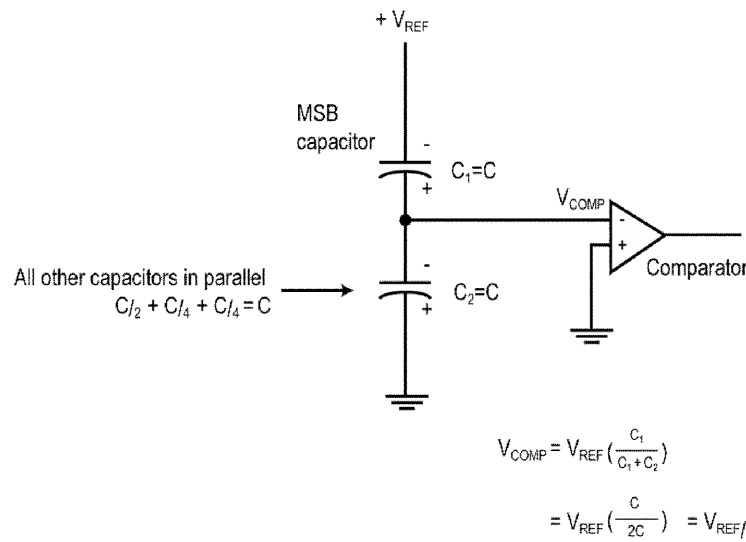 + V_REF
MSB
capacitor
-
C₁=C
+
V_COMP
-
+
Comparator
All other capacitors in parallel
C/2 + C/4 + C/4 = C
-
C₂=C
+
V_COMP = V_REF ( C₁ / C₁ + C₂ )
= V_REF ( C / 2C ) = V_REF/